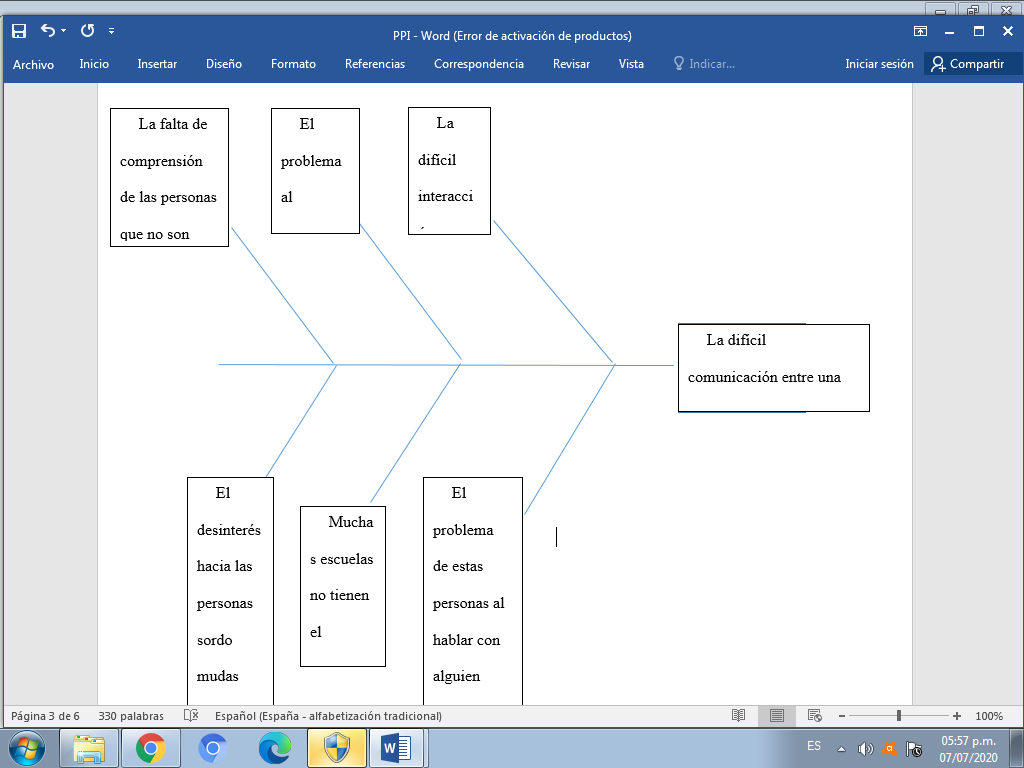 PPI - Word (Error de activación de productos)
Archivo Inicio Insertar Diseño Formato Referencias Correspondencia Revisar Vista Indicar... Iniciar sesión Compartir
La falta de
comprensión
de las personas
que no son
El
problema
al
La
difícil
interacci
La difícil
comunicación entre una
El
desinterés
hacia las
personas
sordo
mudas
Mucha
s escuelas
no tienen
el
El
problema
de estas
personas al
hablar con
alguien
Página 3 de 6 330 palabras Español (España - alfabetización tradicional) 100%
ES 05:57 p.m.
07/07/2020